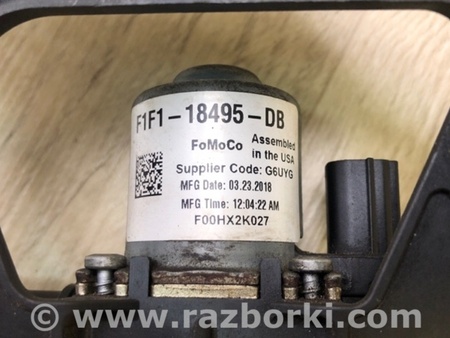 F1F1-18495-DB
FoMoCo Assembled in the USA
Supplier Code: G6UYG
MFG Date: 03.23.2018
MFG Time: 12:04:22 AM
F00HX2K027
www.razborki.com